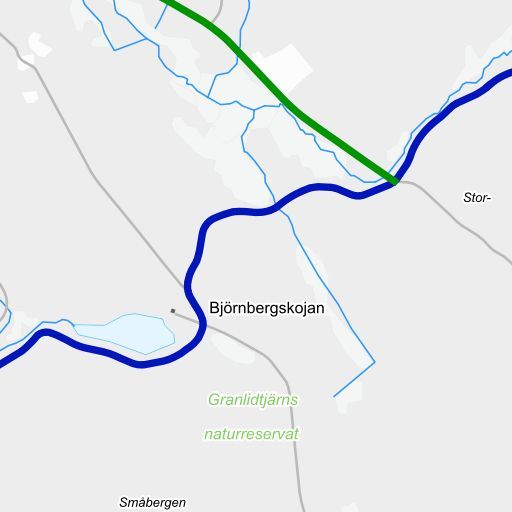 Stor-
Björnbergskojan
Granlidtjärns
naturreservat
Småbergen